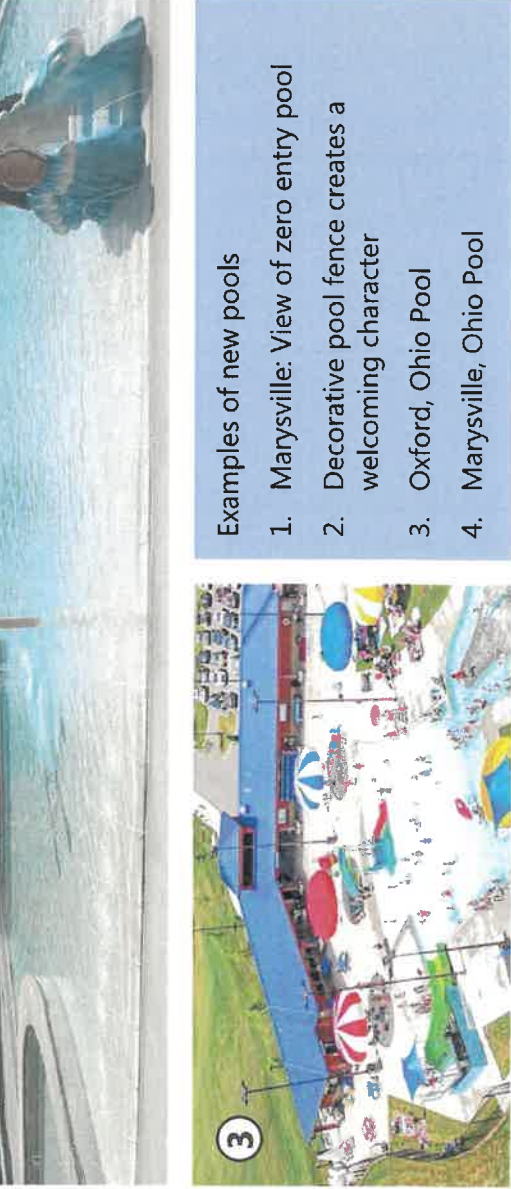 Examples of new pools
1. Marysville: View of zero entry pool
2. Decorative pool fence creates a
welcoming character
3. Oxford, Ohio Pool
4. Marysville, Ohio Pool
3